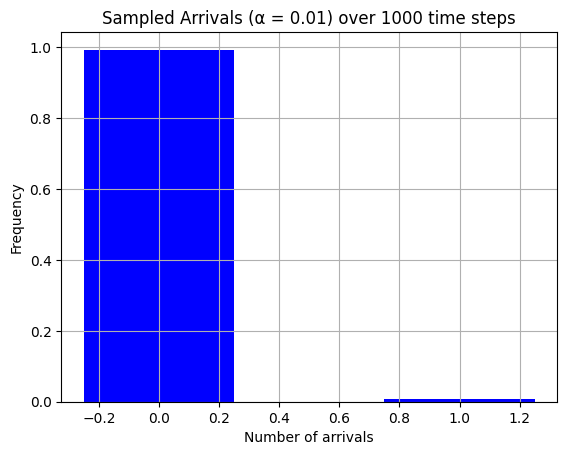 Sampled Arrivals (α = 0.01) over 1000 time steps
1.0
0.8
0.6
0.4
0.2
0.0
Frequency
−0.2 0.0 0.2 0.4 0.6 0.8 1.0 1.2
Number of arrivals